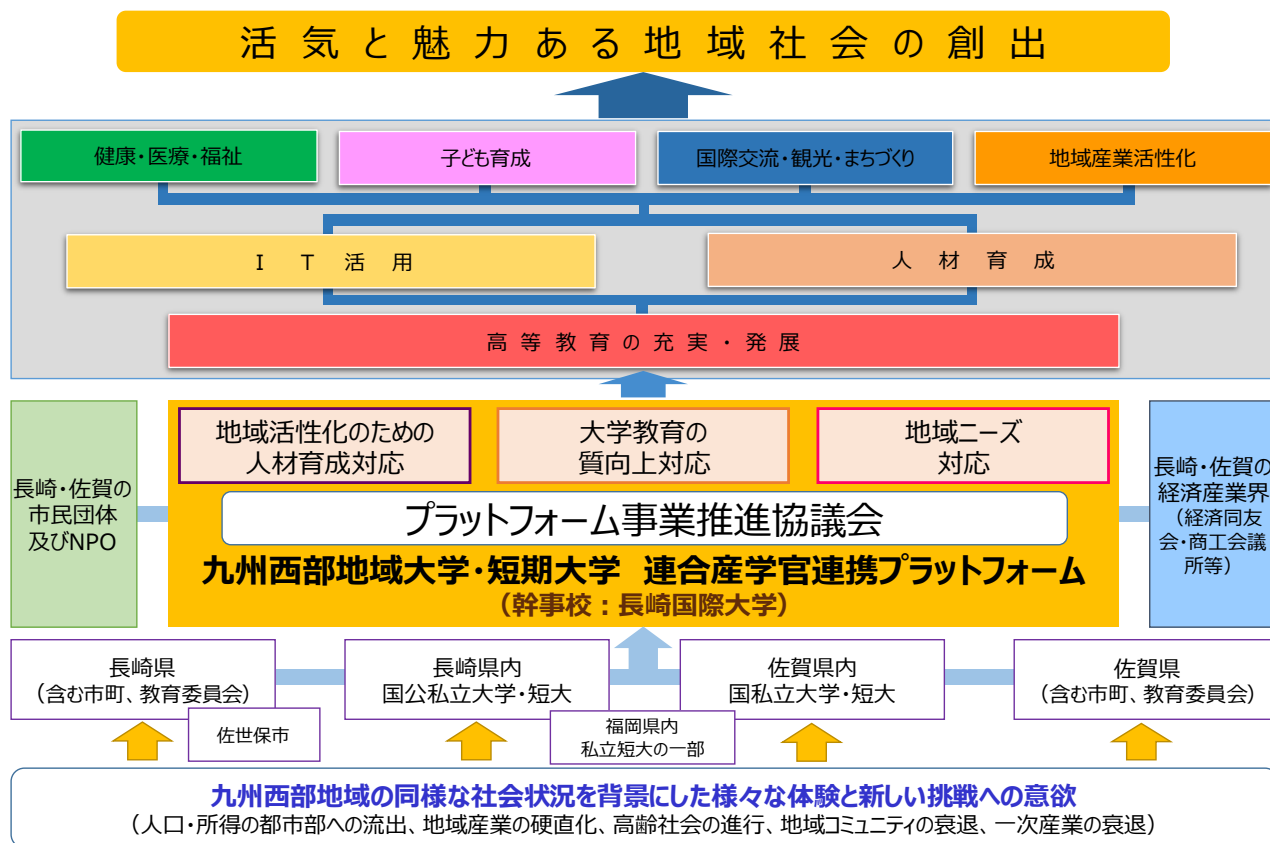 活気と魅力ある地域社会の創出
健康・医療・福祉
子ども育成
国際交流・観光・まちづくり
地域産業活性化
IT活用
人材育成
高等教育の充実・発展
長崎・佐賀の
市民団体
及びNPO
地域活性化のための
人材育成対応
大学教育の
質向上対応
地域ニーズ
対応
プラットフォーム事業推進協議会
九州西部地域大学・短期大学 連合産学官連携プラットフォーム
（幹事校：長崎国際大学）
長崎・佐賀の
経済産業界
（経済同友
会・商工会議
所等）
長崎県
（含む市町、教育委員会）
佐世保市
長崎県内
国公私立大学・短大
福岡県内
私立短大の一部
佐賀県内
国私立大学・短大
佐賀県
（含む市町、教育委員会）
九州西部地域の同様な社会状況を背景にした様々な体験と新しい挑戦への意欲
（人口・所得の都市部への流出、地域産業の硬直化、高齢社会の進行、地域コミュニティの衰退、一次産業の衰退）